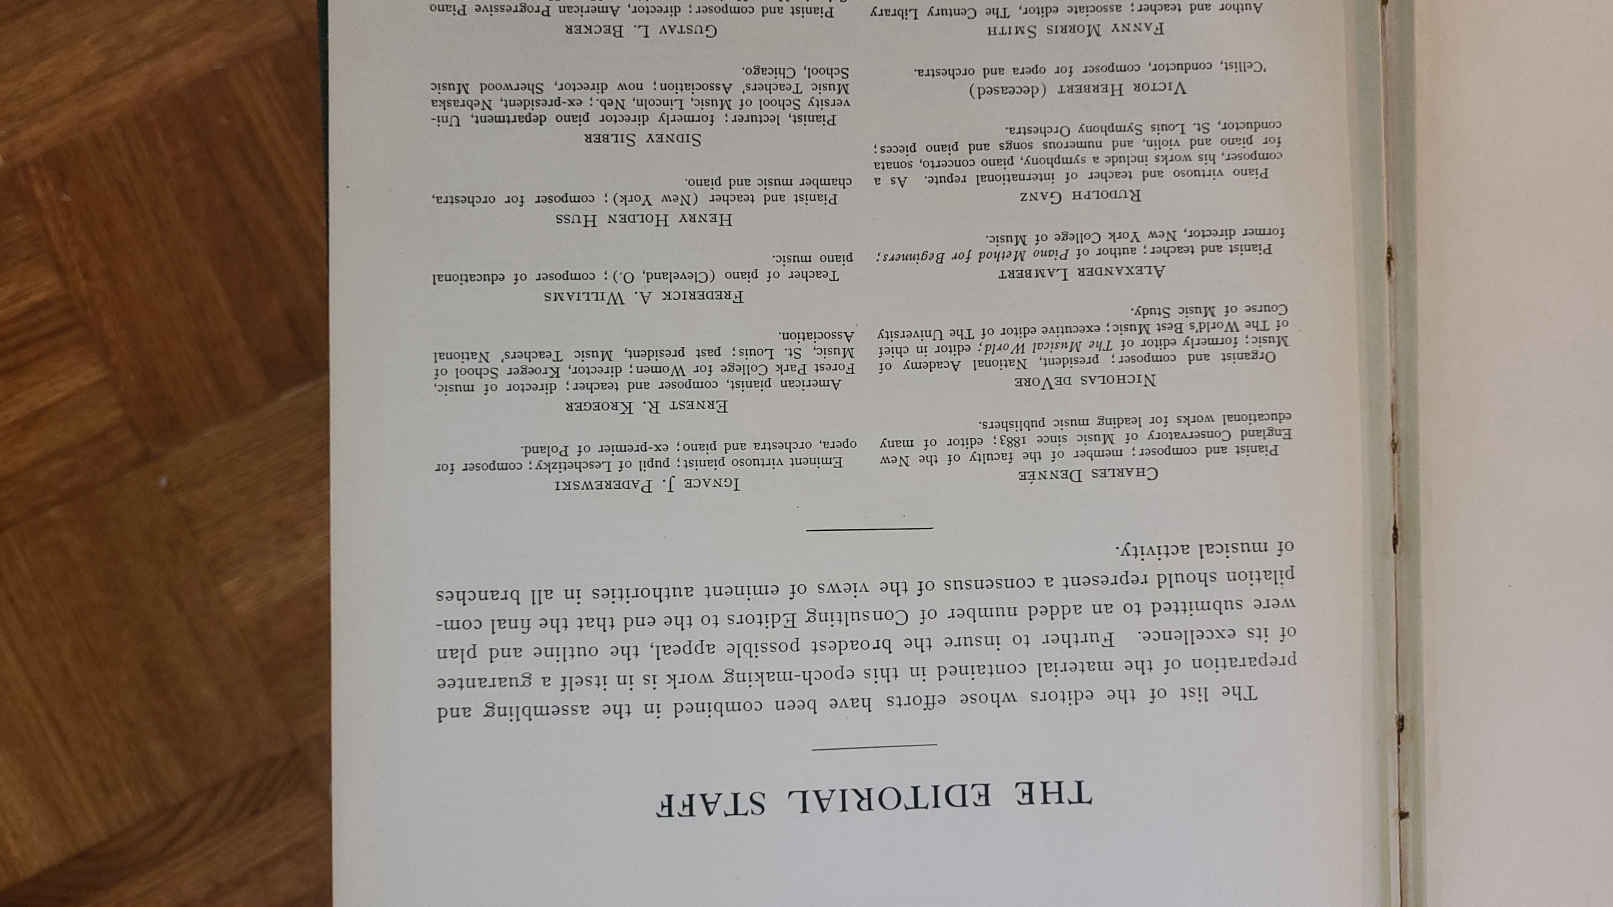 THE EDITORIAL STAFF
The list of the editors whose efforts have been combined in the assembling and
preparation of the material contained in this epoch-making work is in itself a guarantee
of its excellence. Further to insure the broadest possible appeal, the outline and plan
were submitted to an added number of Consulting Editors to the end that the final com-
pilation should represent a consensus of the views of eminent authorities in all branches
of musical activity.
CHARLES DENNÉE
Pianist and composer; member of the faculty of the New
England Conservatory of Music since 1883; editor of many
educational works for leading music publishers.
NICHOLAS DEVORE
Organist and composer; president, National Academy of
Music; formerly editor of The Musical World; editor in chief
of The World's Best Music; executive editor of The University
Course of Music Study.
ALEXANDER LAMBERT
Pianist and teacher; author of Piano Method for Beginners;
former director, New York College of Music.
RUDOLPH GANZ
Piano virtuoso and teacher of international repute. As a
composer, his works include a symphony, piano concerto, sonata
for piano and violin, and numerous songs and piano pieces;
conductor, St. Louis Symphony Orchestra.
VICTOR HERBERT (deceased)
'Cellist, conductor, composer for opera and orchestra.
FANNY MORRIS SMITH
Author and teacher; associate editor, The Century Library
IGNACE J. PADEREWSKI
Eminent virtuoso pianist; pupil of Leschetizky; composer for
opera, orchestra and piano; ex-premier of Poland.
ERNEST R. KROEGER
American pianist, composer and teacher; director of music,
Forest Park College for Women; director, Kroeger School of
Music, St. Louis; past president, Music Teachers' National
Association.
FREDERICK A. WILLIAMS
Teacher of piano (Cleveland, O.); composer of educational
piano music.
HENRY HOLDEN HUSS
Pianist and teacher (New York); composer for orchestra,
chamber music and piano.
SIDNEY SILBER
Pianist, lecturer; formerly director piano department, Uni-
versity School of Music, Lincoln, Neb.; ex-president, Nebraska
Music Teachers' Association; now director, Sherwood Music
School, Chicago.
GUSTAV L. BECKER
Pianist and composer; director, American Progressive Piano